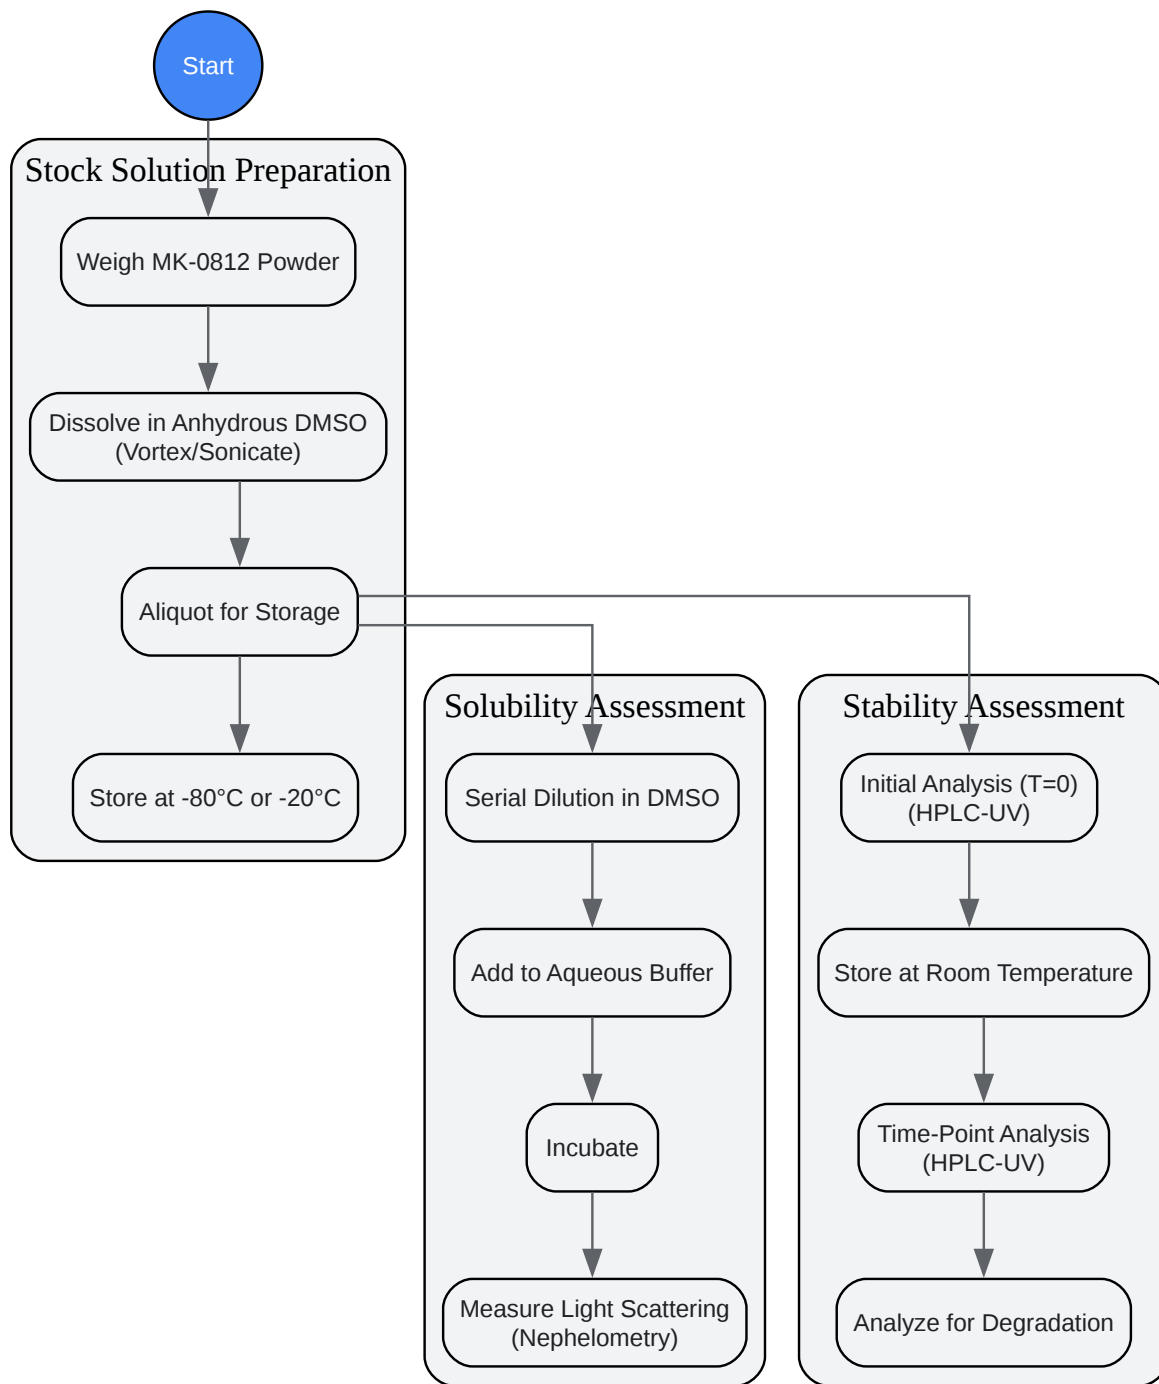 Start
Stock Solution Preparation
Weigh MK-0812 Powder
Dissolve in Anhydrous DMSO
(Vortex/Sonicate)
Aliquot for Storage
Store at -80°C or -20°C
Solubility Assessment
Serial Dilution in DMSO
Add to Aqueous Buffer
Incubate
Measure Light Scattering
(Nephelometry)
Stability Assessment
Initial Analysis (T=0)
(HPLC-UV)
Store at Room Temperature
Time-Point Analysis
(HPLC-UV)
Analyze for Degradation